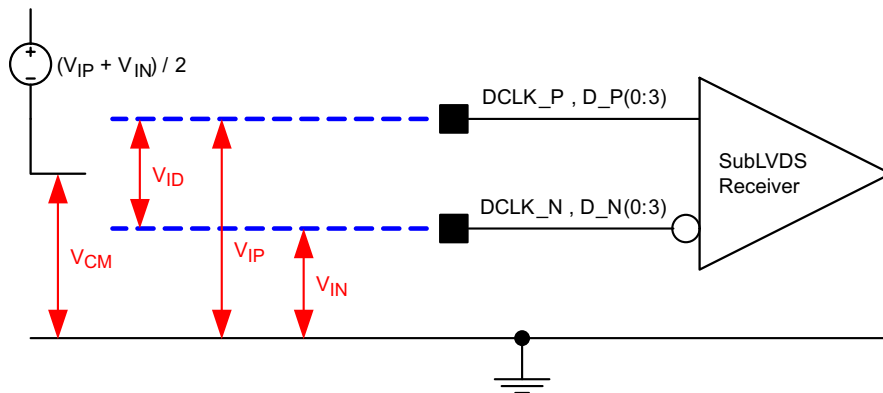 +
−
(VIP + VIN) / 2
DCLK_P , D_P(0:3)
SubLVDS
Receiver
VID
DCLK_N , D_N(0:3)
VCM
VIP
VIN